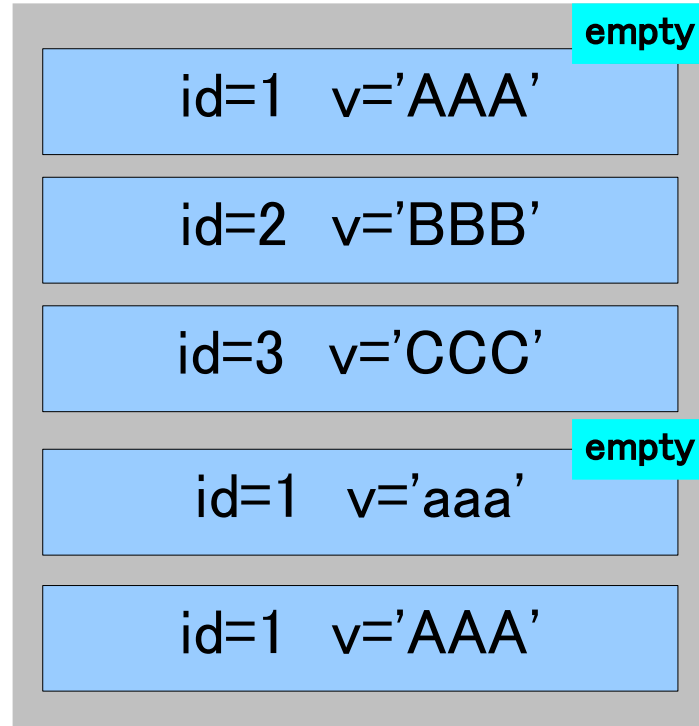 empty
id=1 v='AAA'
id=2 v='BBB'
id=3 v='CCC'
empty
id=1 v='aaa'
id=1 v='AAA'